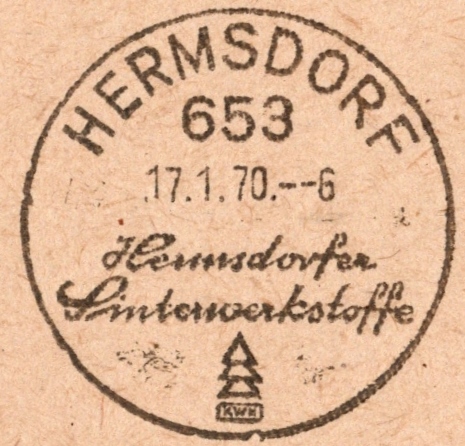 HERMSDORF
653
17.1.70.--6
Hermsdorfer
Sinterwerkstoffe
KWH